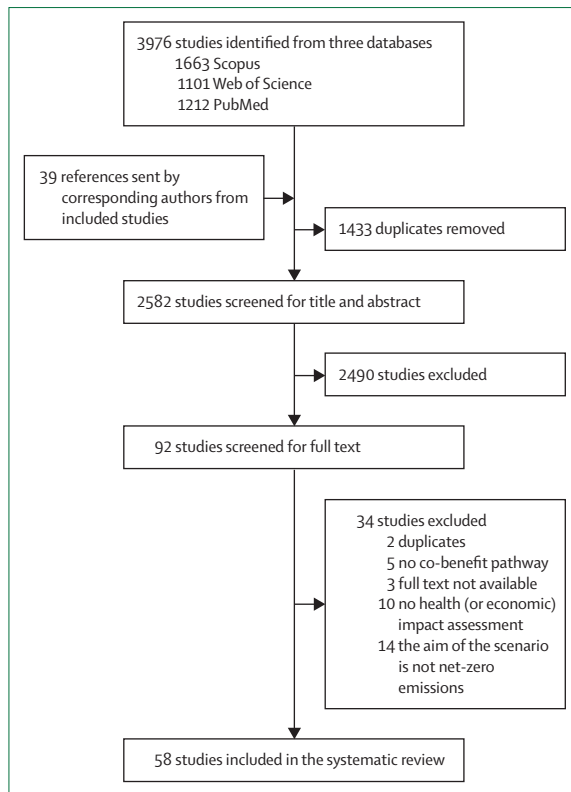 3976 studies identified from three databases
1663 Scopus
1101 Web of Science
1212 PubMed
39 references sent by
corresponding authors from
included studies
1433 duplicates removed
2582 studies screened for title and abstract
2490 studies excluded
92 studies screened for full text
34 studies excluded
2 duplicates
5 no co-benefit pathway
3 full text not available
10 no health (or economic)
impact assessment
14 the aim of the scenario
is not net-zero
emissions
58 studies included in the systematic review